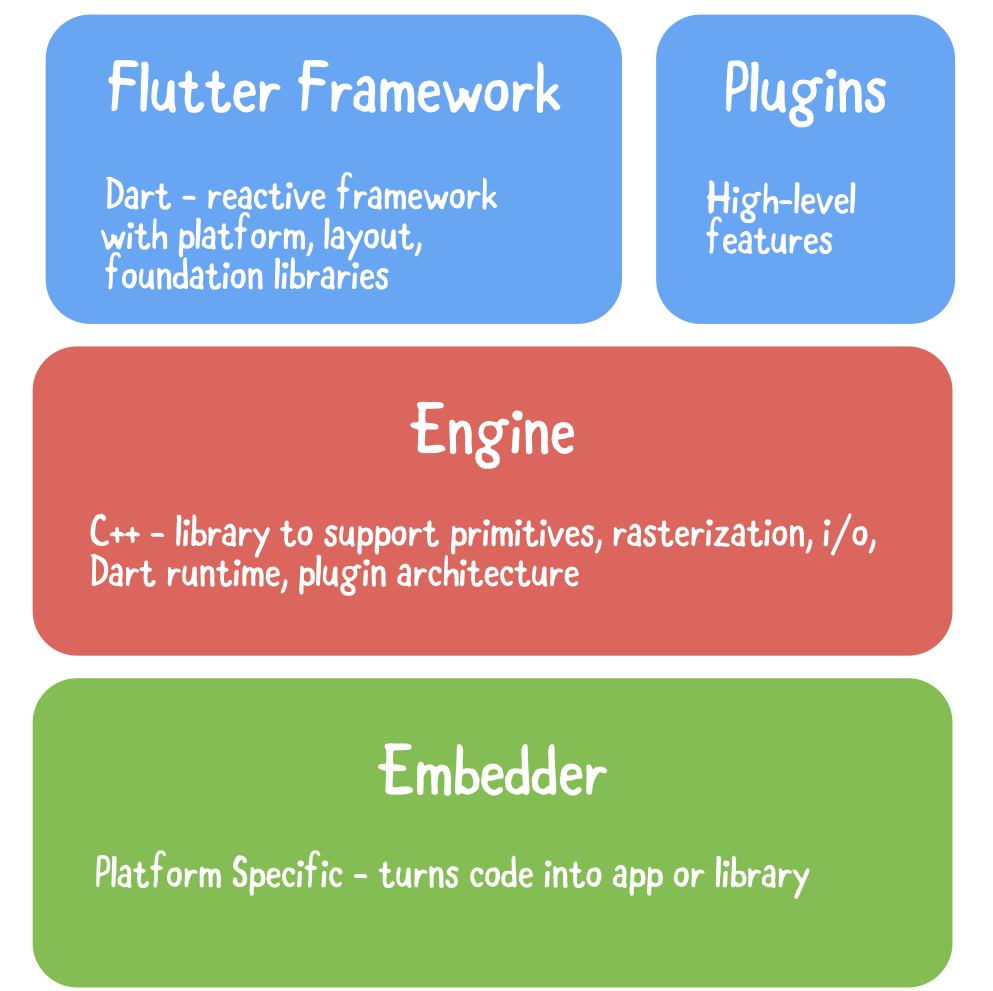 Flutter Framework
Dart - reactive framework
with platform, layout,
foundation libraries
Plugins
High-level
features
Engine
C++ - library to support primitives, rasterization, i/o,
Dart runtime, plugin architecture
Embedder
Platform Specific - turns code into app or library